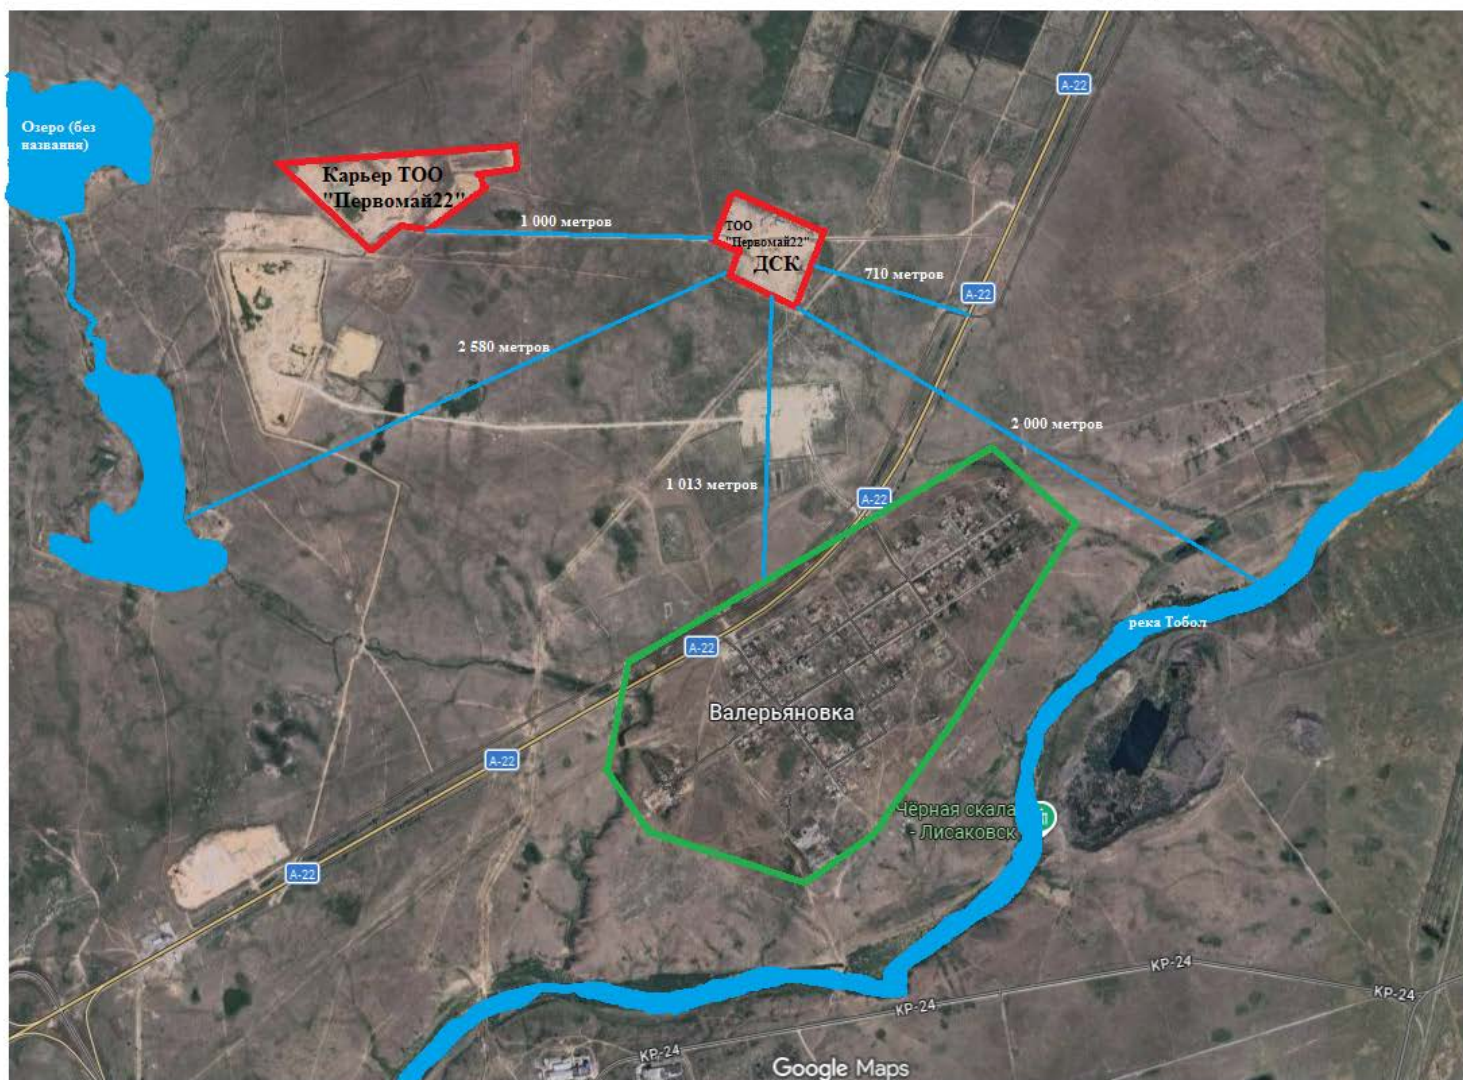 А-22
Озеро (без
названия)
Карьер ТОО
"Первомай22"
1 000 метров
ТОО
"Первомай22"
ДСК
710 метров
А-22
2 580 метров
2 000 метров
1 013 метров
А-22
река Тобол
А-22
Валерьяновка
А-22
Чёрная скала
- Лисаковск
А-22
КР-24
КР-24
КР-24
КР-24
Google Maps